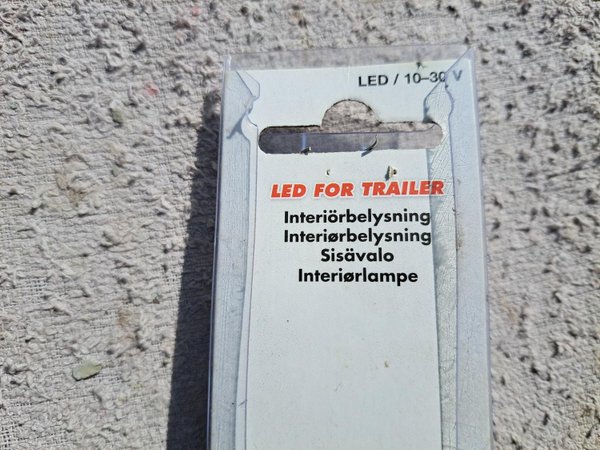 LED / 10–30 V
LED FOR TRAILER
Interiörbelysning
Interiørbelysning
Sisävalo
Interiørlampe